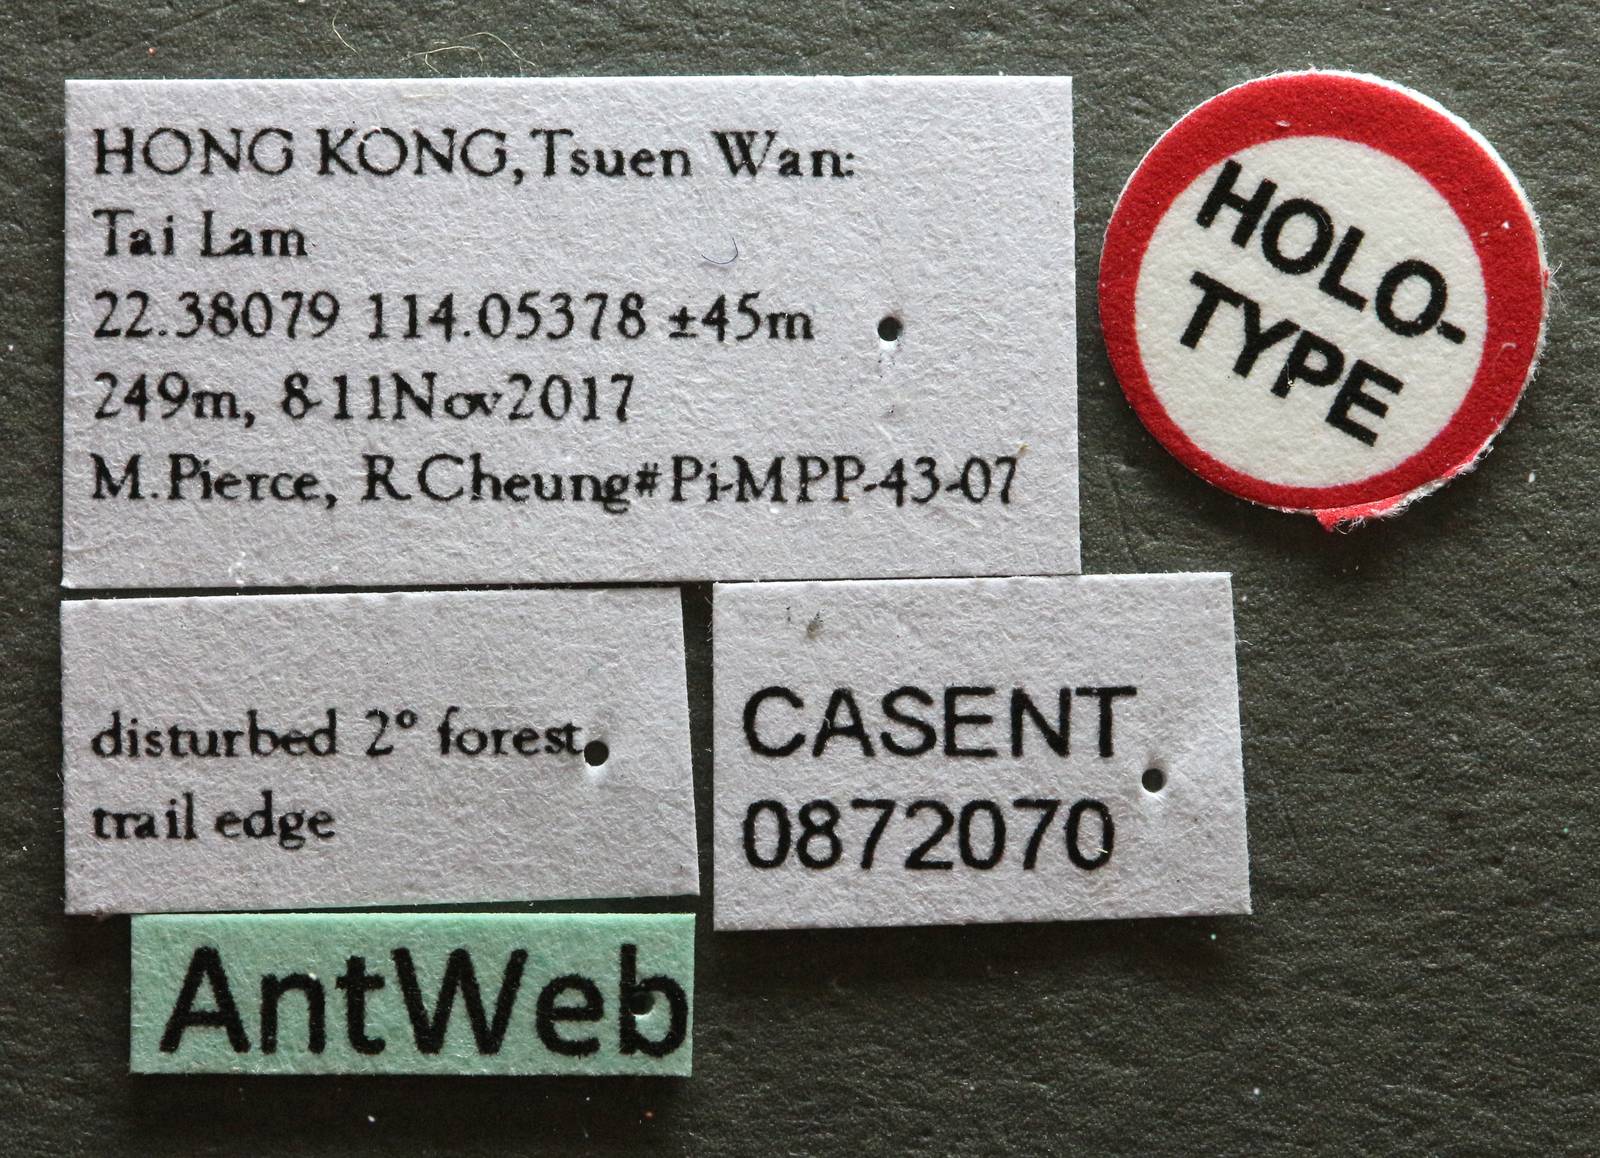 HONG KONG, Tsuen Wan:
Tai Lam
22.38079 114.05378 ±45m
249m, 8-11Nov2017
M.Pierce, R.Cheung#Pi-MPP-43-07
HOLO-
TYPE
disturbed 2° forest,
trail edge
CASENT
0872070
AntWeb